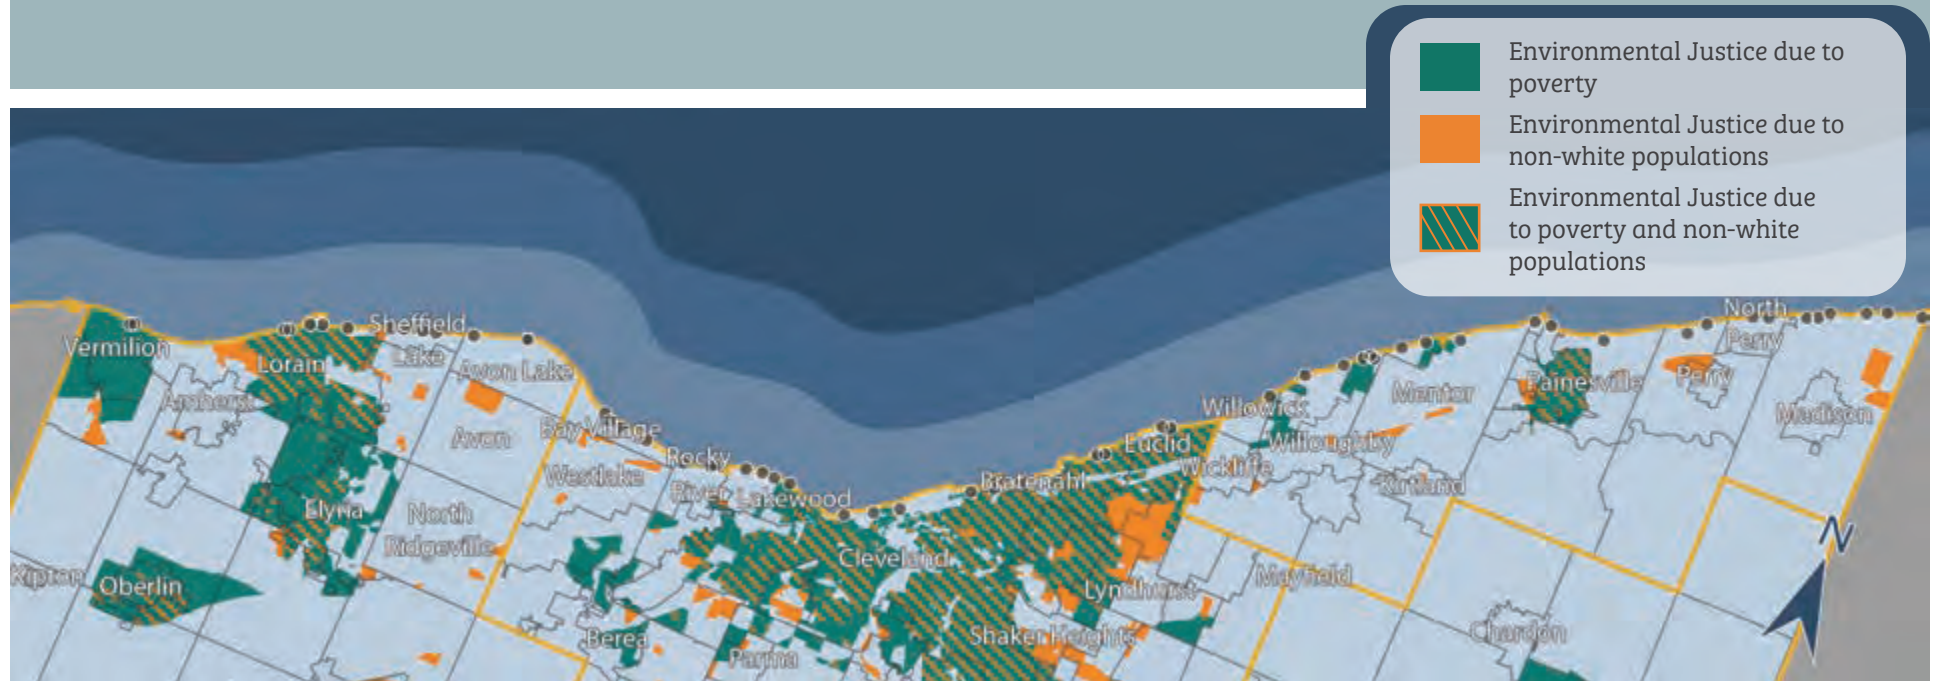 Environmental Justice due to
poverty
Environmental Justice due to
non-white populations
Environmental Justice due
to poverty and non-white
populations
Vermilion
Lorain
Sheffield
Lake
Avon Lake
Amherst
Avon
Bay Village
Westlake
Rocky
River
Lakewood
Elyria
North
Ridgeville
Kipton
Oberlin
Berea
Parma
Cleveland
Bratenahl
Euclid
Wickliffe
Willowick
Willoughby
Mentor
Kirtland
Painesville
Perry
North
Perry
Madison
Lyndhurst
Mayfield
Shaker Heights
Chardon
N